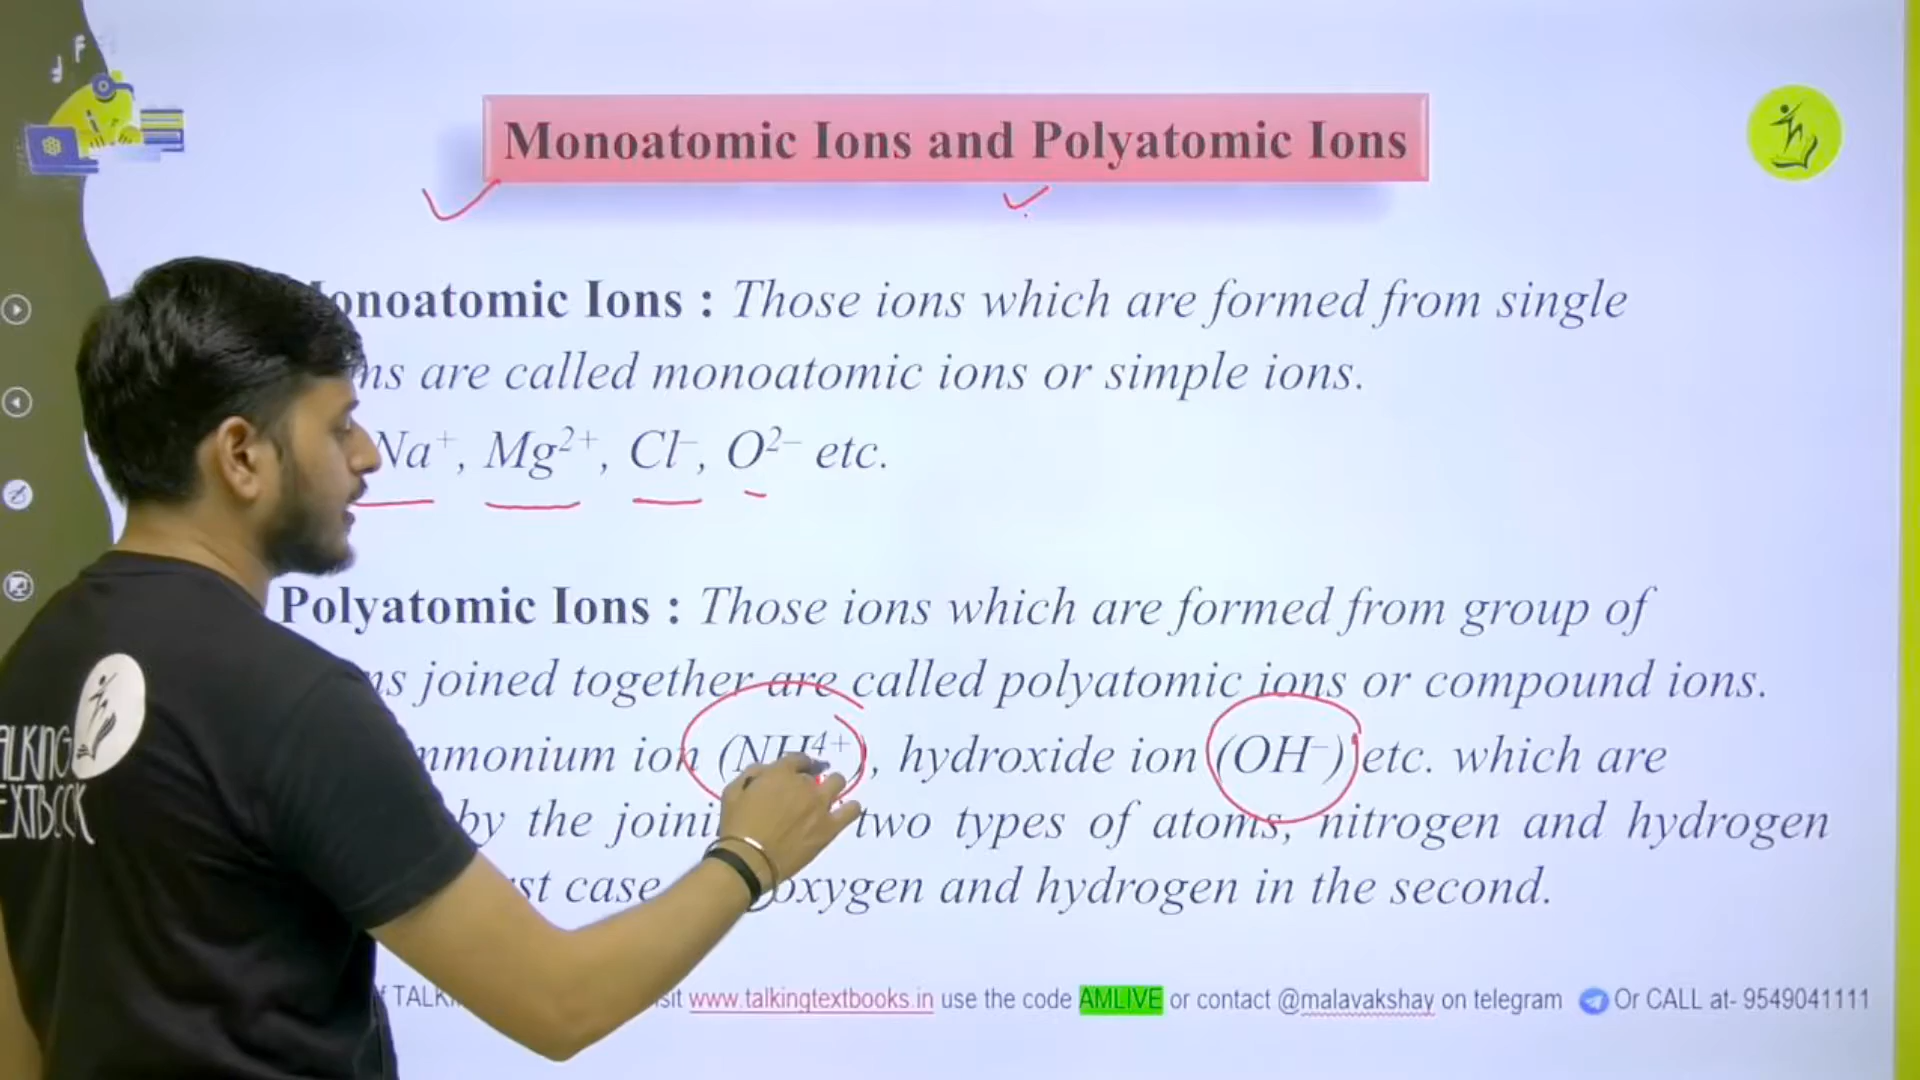 Monoatomic Ions and Polyatomic Ions
onoatomic Ions : Those ions which are formed from single
ms are called monoatomic ions or simple ions.
Na⁺, Mg²⁺, Cl⁻, O²⁻ etc.
Polyatomic Ions : Those ions which are formed from group of
ms joined together are called polyatomic ions or compound ions.
mmonium ion (NH⁴⁺), hydroxide ion (OH⁻) etc. which are
by the joini two types of atoms, nitrogen and hydrogen
st case oxygen and hydrogen in the second.
ALKING
EXTBOOK
f TALK sit www.talkingtextbooks.in use the code AMLIVE or contact @malavakshay on telegram Or CALL at- 9549041111